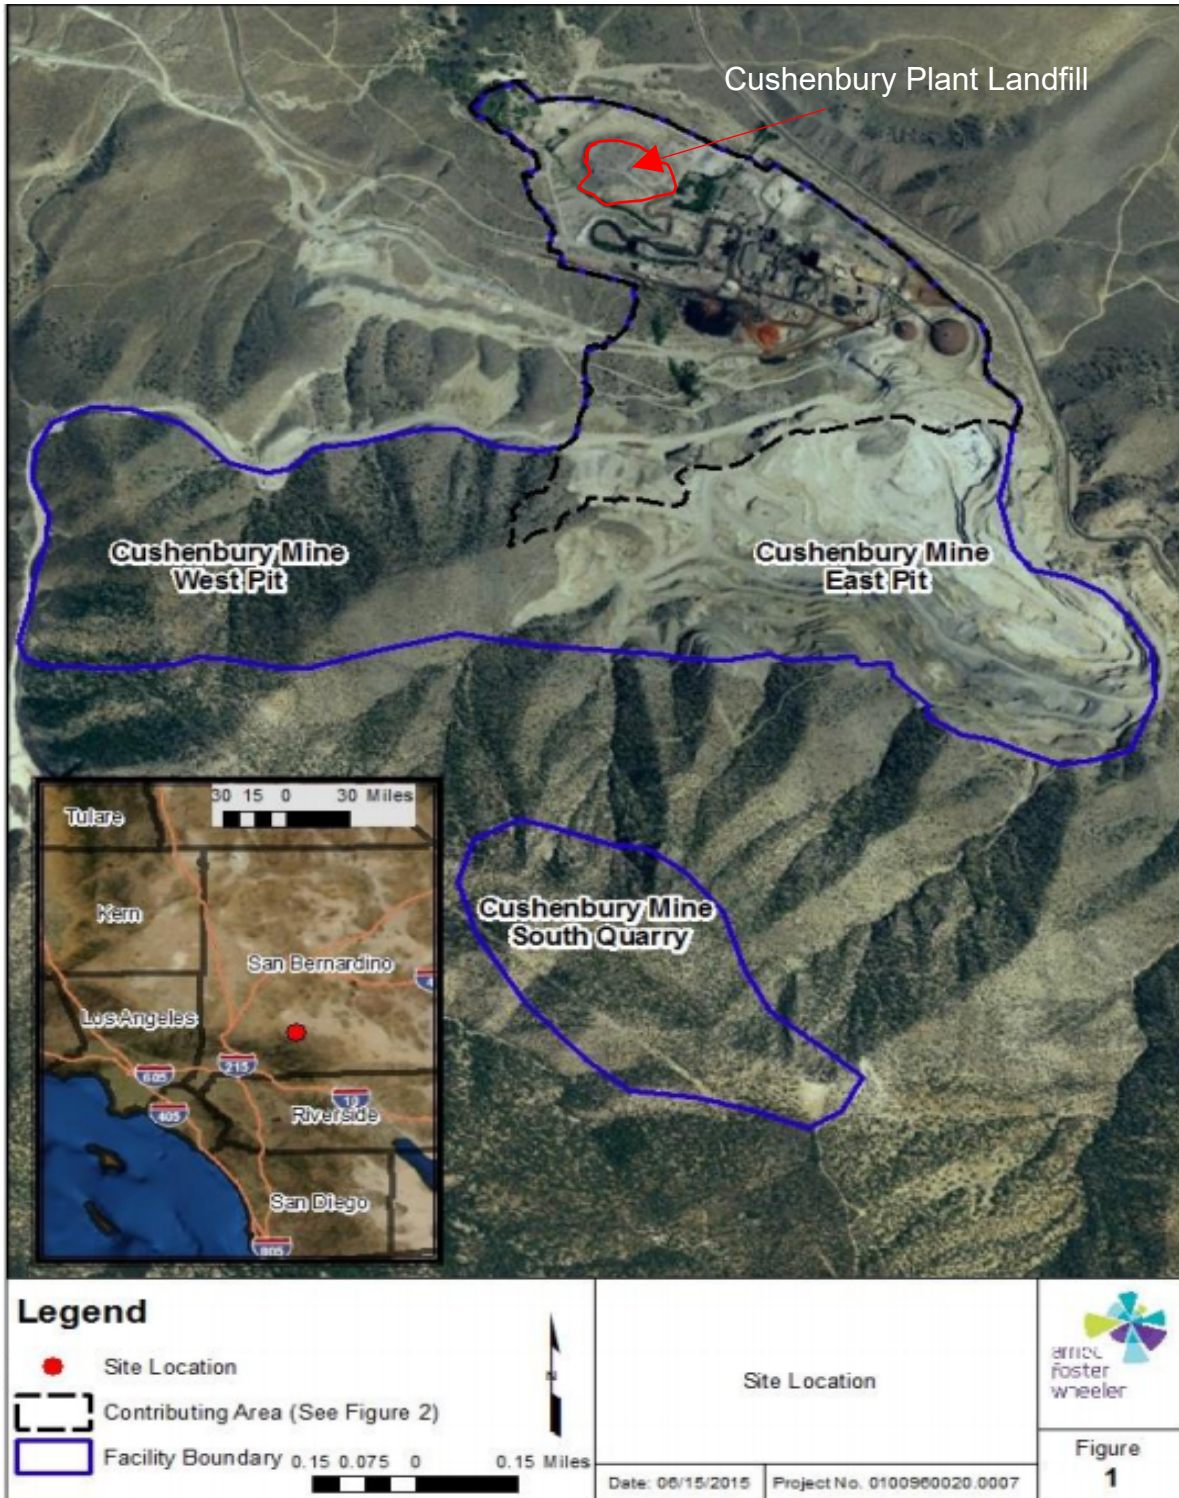 Cushenbury Plant Landfill
Cushenbury Mine
West Pit
Cushenbury Mine
East Pit
Cushenbury Mine
South Quarry
30 15 0 30 Miles
Tulare
Kern
San Bernardino
Los Angeles
215
605
10
405
Riverside
San Diego
805
Legend
Site Location
Contributing Area (See Figure 2)
Facility Boundary
0.15 0.075 0 0.15 Miles
N
Site Location
Date: 06/15/2015
Project No. 0100960020.0007
amec
foster
wheeler
Figure
1